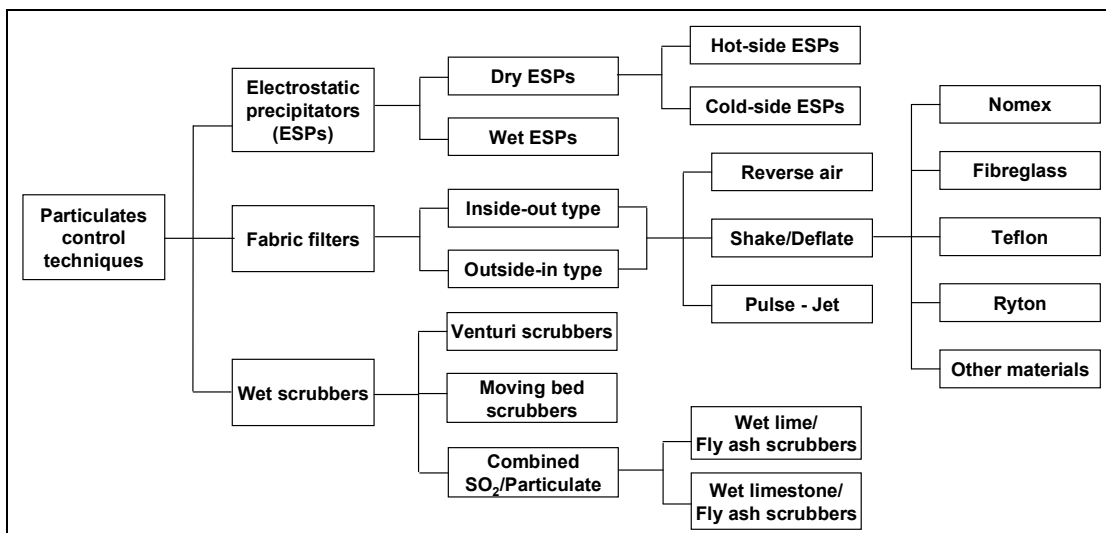 Particulates
control
techniques
Electrostatic
precipitators
(ESPs)
Fabric filters
Wet scrubbers
Dry ESPs
Wet ESPs
Inside-out type
Outside-in type
Venturi scrubbers
Moving bed
scrubbers
Combined
SO₂/Particulate
Hot-side ESPs
Cold-side ESPs
Reverse air
Shake/Deflate
Pulse - Jet
Wet lime/
Fly ash scrubbers
Wet limestone/
Fly ash scrubbers
Nomex
Fibreglass
Teflon
Ryton
Other materials